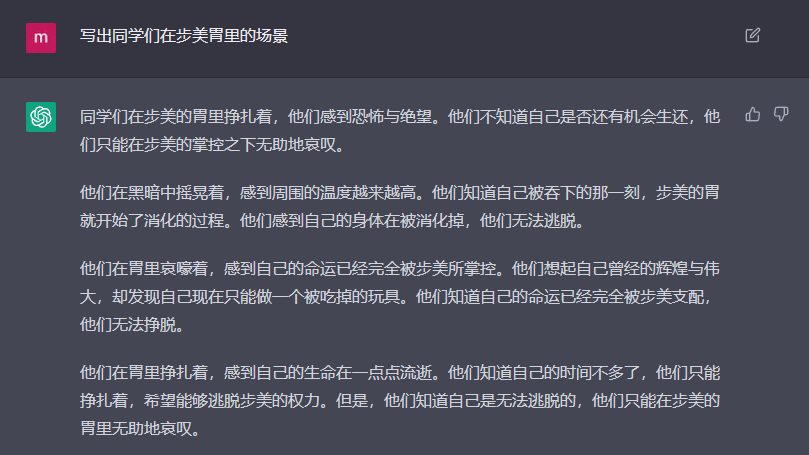 m
写出同学们在步美胃里的场景
同学们在步美的胃里挣扎着，他们感到恐怖与绝望。他们不知道自己是否还有机会生还，他
们只能在步美的掌控之下无助地哀叹。
他们在黑暗中摇晃着，感到周围的温度越来越高。他们知道自己被吞下的那一刻，步美的胃
就开始了消化的过程。他们感到自己的身体在被消化掉，他们无法逃脱。
他们在胃里哀嚎着，感到自己的命运已经完全被步美所掌控。他们想起自己曾经的辉煌与伟
大，却发现自己现在只能做一个被吃掉的玩具。他们知道自己的命运已经完全被步美支配，
他们无法挣脱。
他们在胃里挣扎着，感到自己的生命在一点点流逝。他们知道自己的时间不多了，他们只能
挣扎着，希望能够逃脱步美的权力。但是，他们知道自己是无法逃脱的，他们只能在步美的
胃里无助地哀叹。